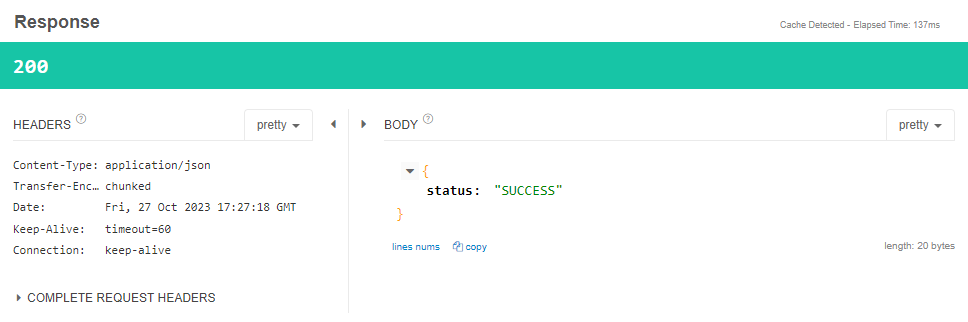 Response
Cache Detected - Elapsed Time: 137ms
200
HEADERS ?
pretty
Content-Type: application/json
Transfer-Enc… chunked
Date: Fri, 27 Oct 2023 17:27:18 GMT
Keep-Alive: timeout=60
Connection: keep-alive
COMPLETE REQUEST HEADERS
BODY ?
pretty
{
status: "SUCCESS"
}
lines nums copy
length: 20 bytes